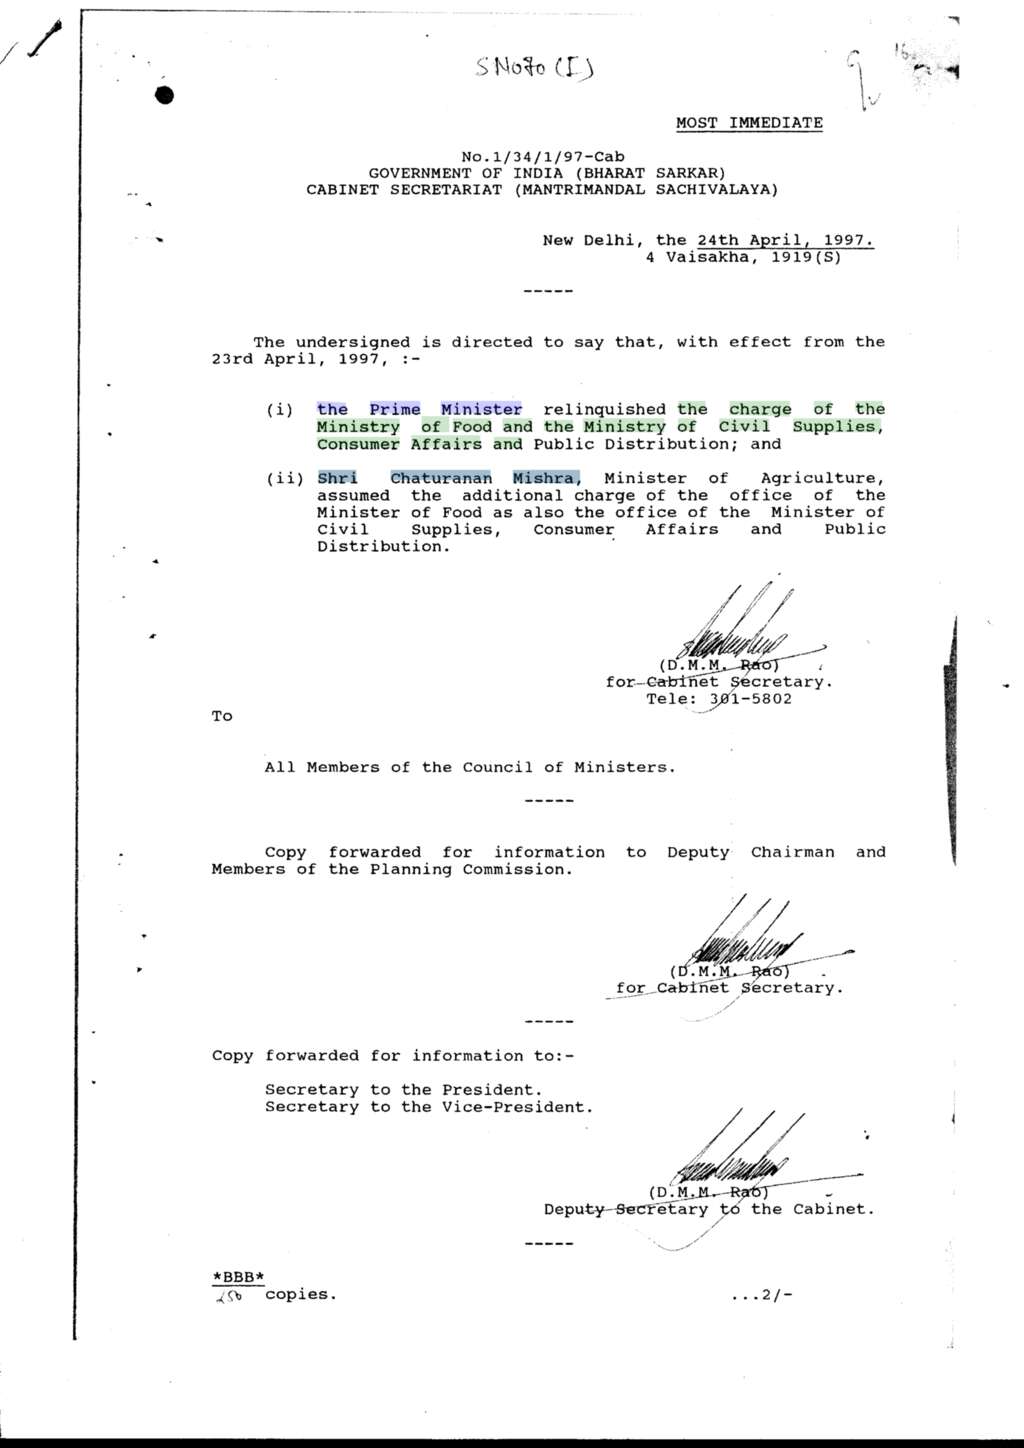 SNo70 (I)
MOST IMMEDIATE
No.1/34/1/97-Cab
GOVERNMENT OF INDIA (BHARAT SARKAR)
CABINET SECRETARIAT (MANTRIMANDAL SACHIVALAYA)
New Delhi, the 24th April, 1997.
4 Vaisakha, 1919(S)
-----
The undersigned is directed to say that, with effect from the
23rd April, 1997, :-
(i) the Prime Minister relinquished the charge of the
Ministry of Food and the Ministry of Civil Supplies,
Consumer Affairs and Public Distribution; and
(ii) Shri Chaturanan Mishra, Minister of Agriculture,
assumed the additional charge of the office of the
Minister of Food as also the office of the Minister of
Civil Supplies, Consumer Affairs and Public
Distribution.
(D.M.M. Rao)
for Cabinet Secretary.
Tele: 301-5802
To
All Members of the Council of Ministers.
-----
Copy forwarded for information to Deputy Chairman and
Members of the Planning Commission.
(D.M.M. Rao)
for Cabinet Secretary.
-----
Copy forwarded for information to:-
Secretary to the President.
Secretary to the Vice-President.
(D.M.M. Rao)
Deputy Secretary to the Cabinet.
-----
*BBB*
copies.
...2/-